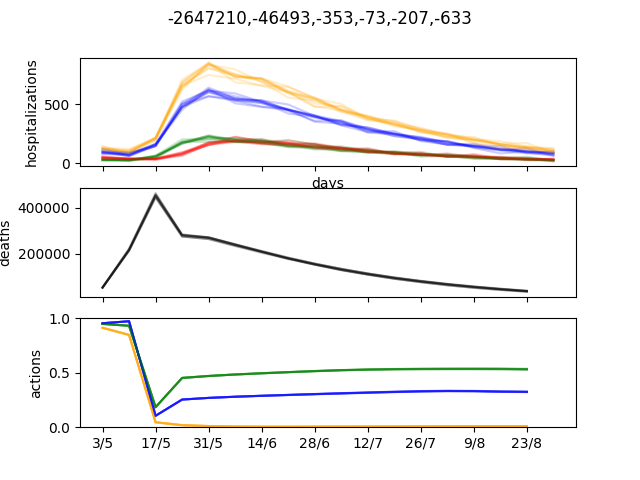 -2647210,-46493,-353,-73,-207,-633
hospitalizations
500
0
days
deaths
400000
200000
actions
1.0
0.5
0.0
3/5 17/5 31/5 14/6 28/6 12/7 26/7 9/8 23/8